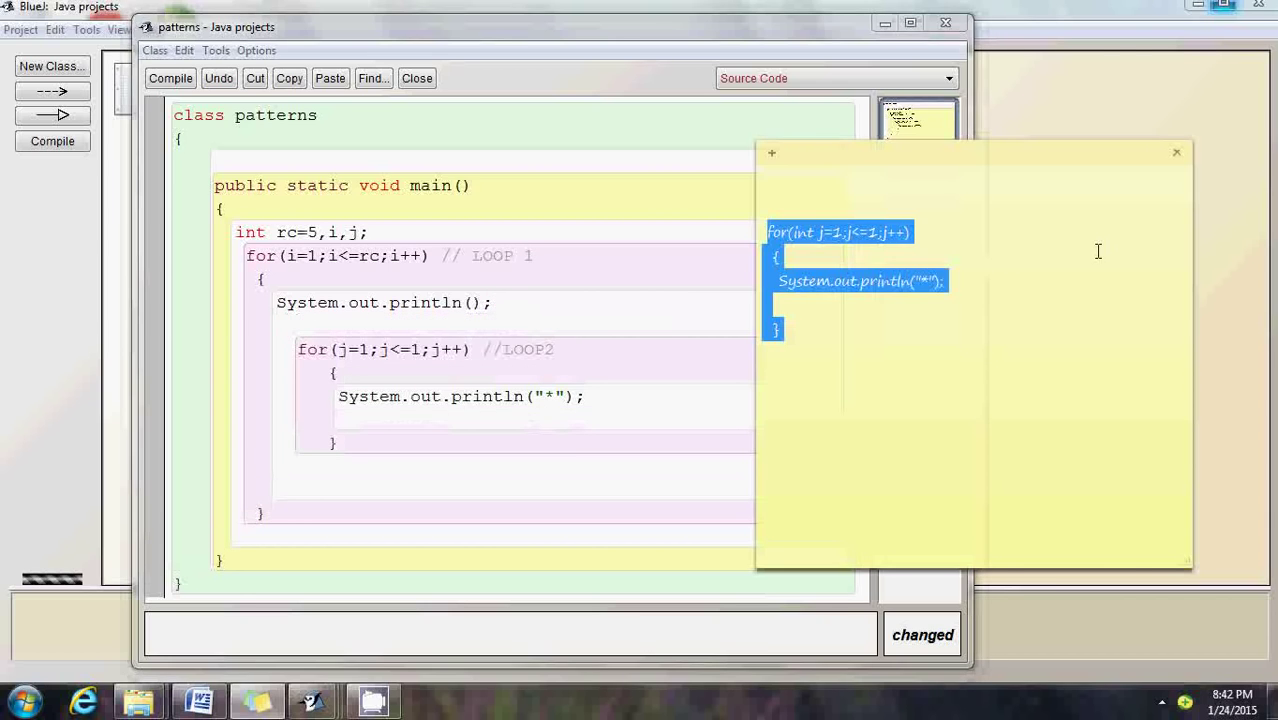 BlueJ: Java projects
Project Edit Tools View
New Class...
Compile
patterns - Java projects
Class Edit Tools Options
Compile Undo Cut Copy Paste Find... Close
Source Code
class patterns
{
public static void main()
{
int rc=5,i,j;
for(i=1;i<=rc;i++) // LOOP 1
{
System.out.println();
for(j=1;j<=1;j++) //LOOP2
{
System.out.println("*");
}
}
}
}
changed
+
for(int j=1;j<=1;j++)
{
System.out.println("*");
}
8:42 PM
1/24/2015